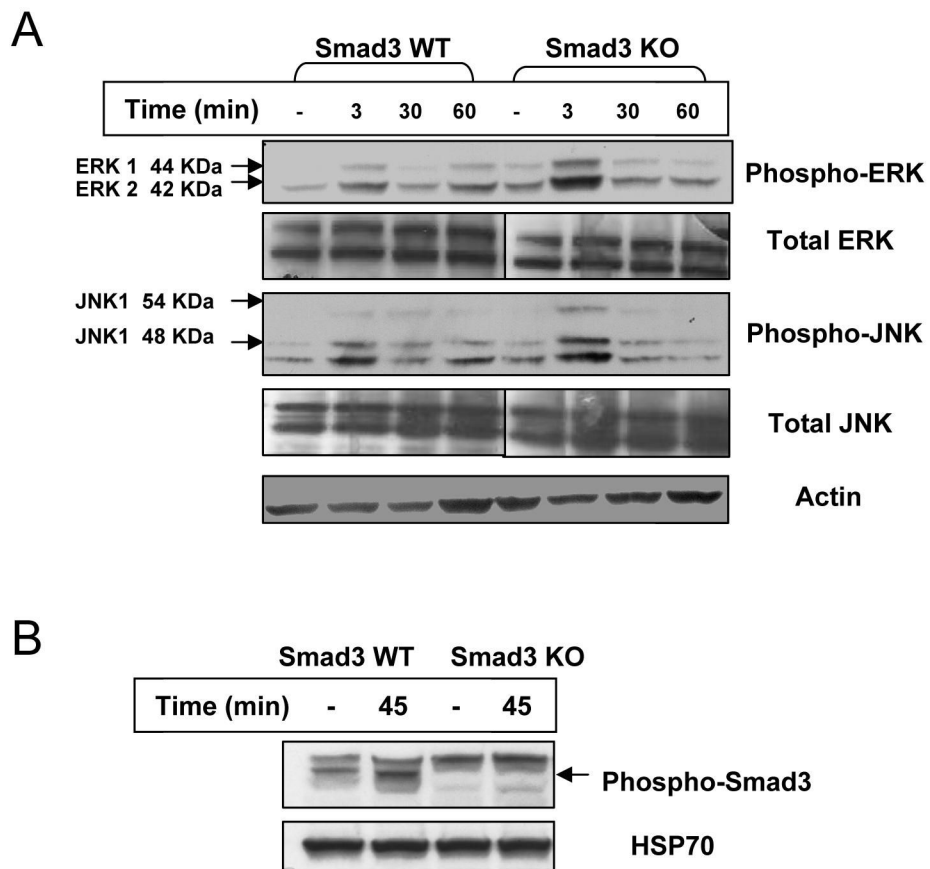 A
Smad3 WT Smad3 KO
Time (min) - 3 30 60 - 3 30 60
ERK 1 44 KDa
ERK 2 42 KDa
Phospho-ERK
Total ERK
JNK1 54 KDa
JNK1 48 KDa
Phospho-JNK
Total JNK
Actin
B
Smad3 WT Smad3 KO
Time (min) - 45 - 45
Phospho-Smad3
HSP70